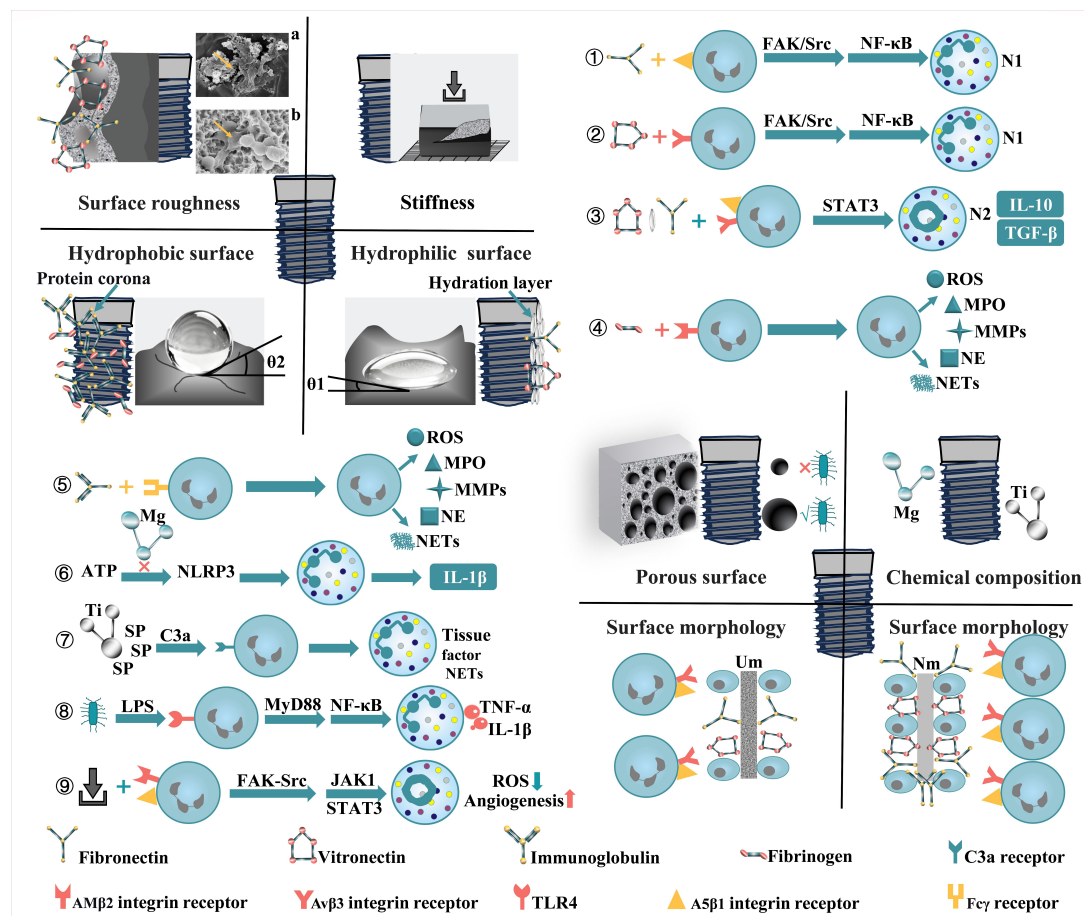 a
b
Surface roughness
Stiffness
Hydrophobic surface
Hydrophilic surface
Protein corona
Hydration layer
θ2
θ1
① + FAK/Src NF-κB N1
② + FAK/Src NF-κB N1
③ + STAT3 N2 IL-10
TGF-β
④ + ROS
MPO
MMPs
NE
NETs
⑤ + ROS
MPO
MMPs
NE
NETs
Mg
⑥ ATP × NLRP3 IL-1β
⑦ Ti SP SP SP C3a Tissue
factor
NETs
⑧ LPS MyD88 NF-κB TNF-α
IL-1β
⑨ + FAK-Src JAK1
STAT3
ROS
Angiogenesis
× 
√
Mg
Ti
Porous surface
Chemical composition
Surface morphology
Surface morphology
Um
Nm
Fibronectin
Vitronectin
Immunoglobulin
Fibrinogen
C3a receptor
AMβ2 integrin receptor
Avβ3 integrin receptor
TLR4
A5β1 integrin receptor
Fcγ receptor